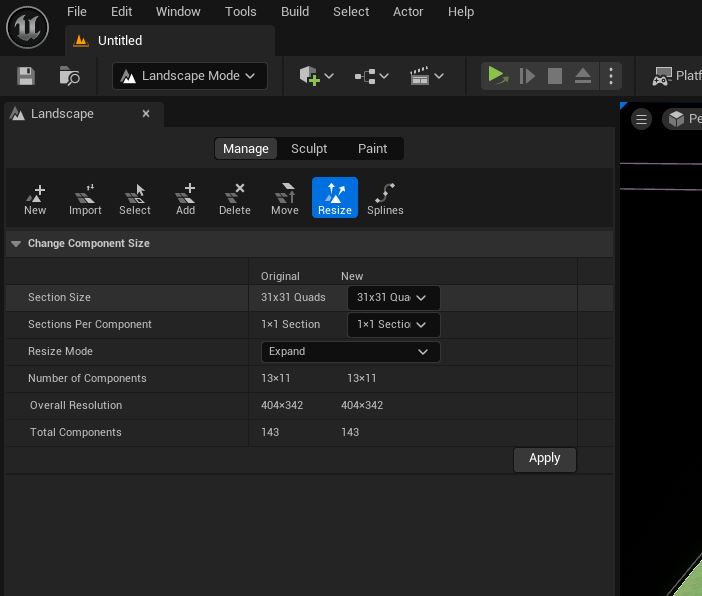 File Edit Window Tools Build Select Actor Help
Untitled
Landscape Mode
Landscape
Manage Sculpt Paint
New Import Select Add Delete Move Resize Splines
Change Component Size
Original New
Section Size 31x31 Quads 31x31 Qua
Sections Per Component 1×1 Section 1×1 Sectio
Resize Mode Expand
Number of Components 13×11 13×11
Overall Resolution 404×342 404×342
Total Components 143 143
Apply